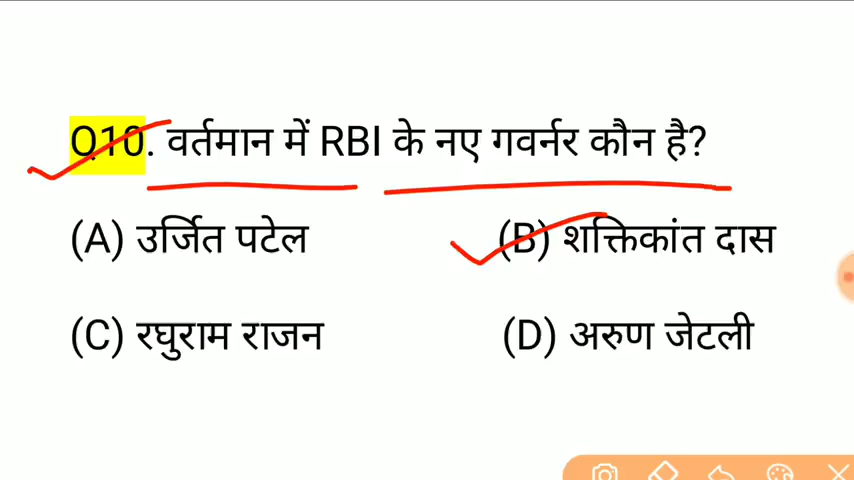 Q10. वर्तमान में RBI के नए गवर्नर कौन है?
(A) उर्जित पटेल (B) शक्तिकांत दास
(C) रघुराम राजन (D) अरुण जेटली